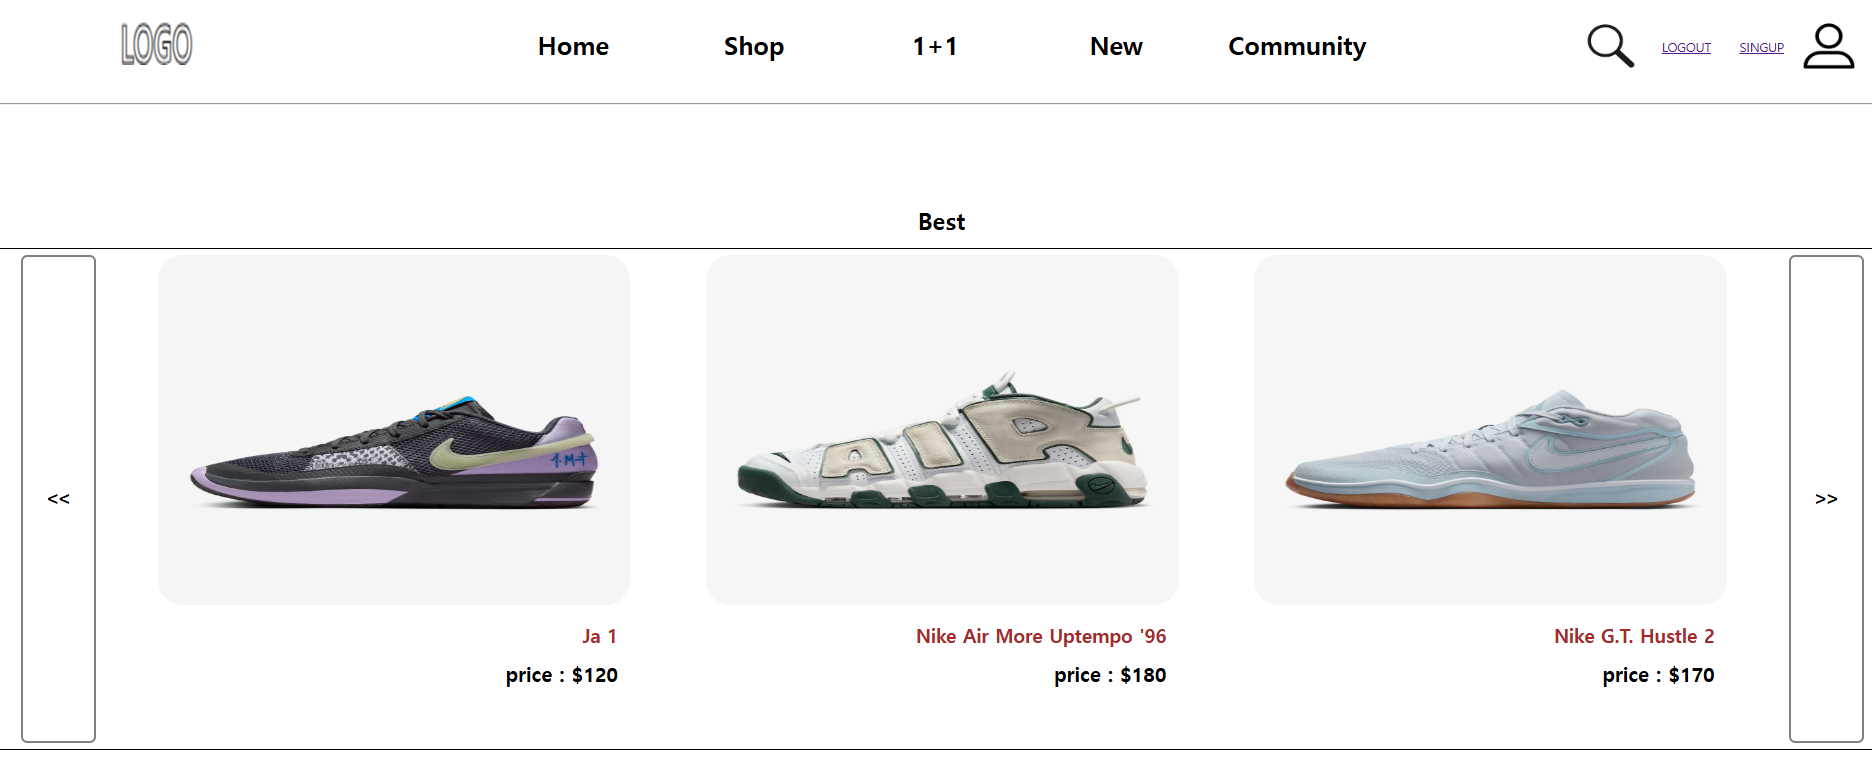 LOGO Home Shop 1+1 New Community LOGOUT SINGUP
Best
<< >>
Ja 1
price : $120
Nike Air More Uptempo '96
price : $180
Nike G.T. Hustle 2
price : $170